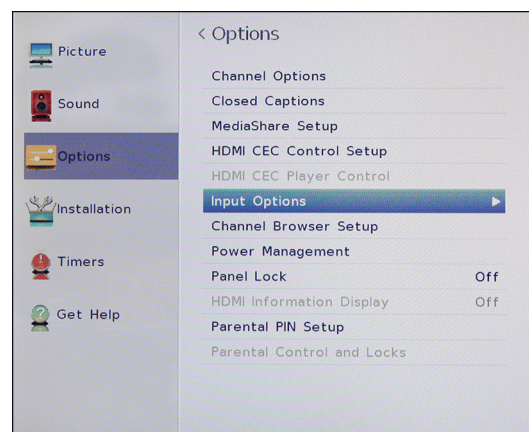 Picture
Sound
Options
Installation
Timers
Get Help
< Options
Channel Options
Closed Captions
MediaShare Setup
HDMI CEC Control Setup
HDMI CEC Player Control
Input Options
Channel Browser Setup
Power Management
Panel Lock Off
HDMI Information Display Off
Parental PIN Setup
Parental Control and Locks